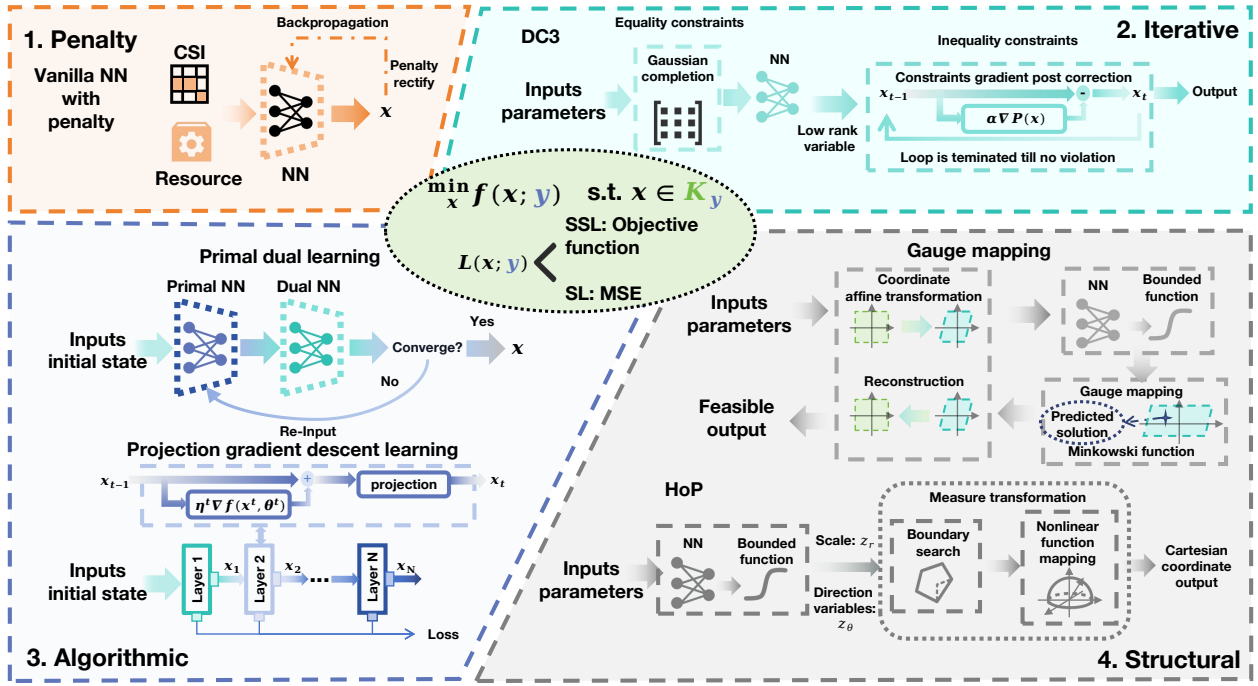 1. Penalty
Vanilla NN
with
penalty
CSI
Resource
Backpropagation
NN
Penalty
rectify
x
2. Iterative
DC3
Equality constraints
Inputs
parameters
Gaussian
completion
NN
Low rank
variable
Inequality constraints
Constraints gradient post correction
x_{t-1}
-
x_t
α∇P(x)
Loop is teminated till no violation
Output
min_x f(x; y) s.t. x ∈ K_y
L(x; y)
SSL: Objective
function
SL: MSE
Primal dual learning
Primal NN
Dual NN
Inputs
initial state
Converge?
Yes
x
No
Re-Input
Projection gradient descent learning
x_{t-1}
+
projection
x_t
η^t∇f(x^t, θ^t)
Inputs
initial state
Layer 1
x_1
Layer 2
x_2
Layer N
x_N
Loss
3. Algorithmic
Gauge mapping
Inputs
parameters
Coordinate
affine transformation
NN
Bounded
function
Reconstruction
Feasible
output
Gauge mapping
Predicted
solution
Minkowski function
HoP
Inputs
parameters
NN
Bounded
function
Scale: z_r
Direction
variables:
z_θ
Measure transformation
Boundary
search
Nonlinear
function
mapping
Cartesian
coordinate
output
4. Structural